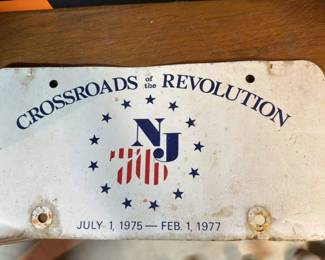 CROSSROADS of the REVOLUTION
NJ
76
JULY 1, 1975 — FEB. 1, 1977